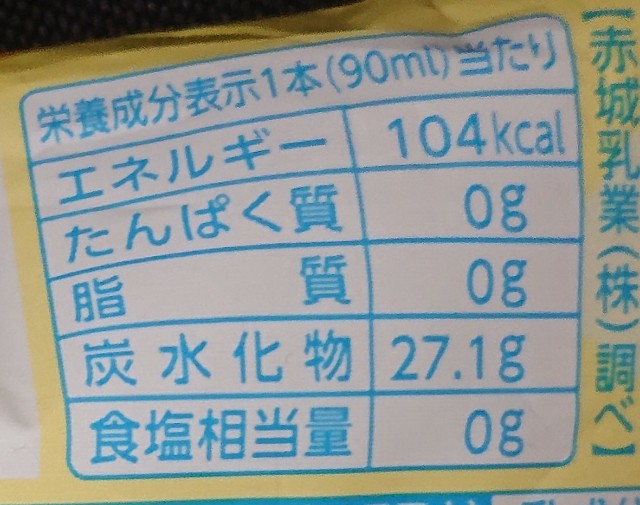 栄養成分表示1本(90ml)当たり
エネルギー 104kcal
たんぱく質 0g
脂質 0g
炭水化物 27.1g
食塩相当量 0g
【赤城乳業(株)調べ】